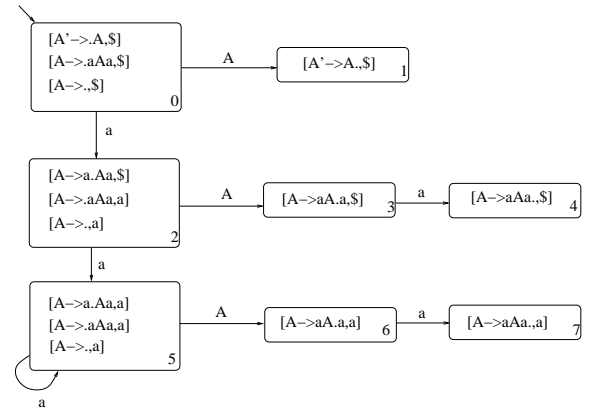 [A'->.A,$]
[A->.aAa,$]
[A->.,$]
0
A
[A'->A.,$]
1
a
[A->a.Aa,$]
[A->.aAa,a]
[A->.,a]
2
A
[A->aA.a,$]
3
a
[A->aAa.,$]
4
a
[A->a.Aa,a]
[A->.aAa,a]
[A->.,a]
5
A
[A->aA.a,a]
6
a
[A->aAa.,a]
7
a